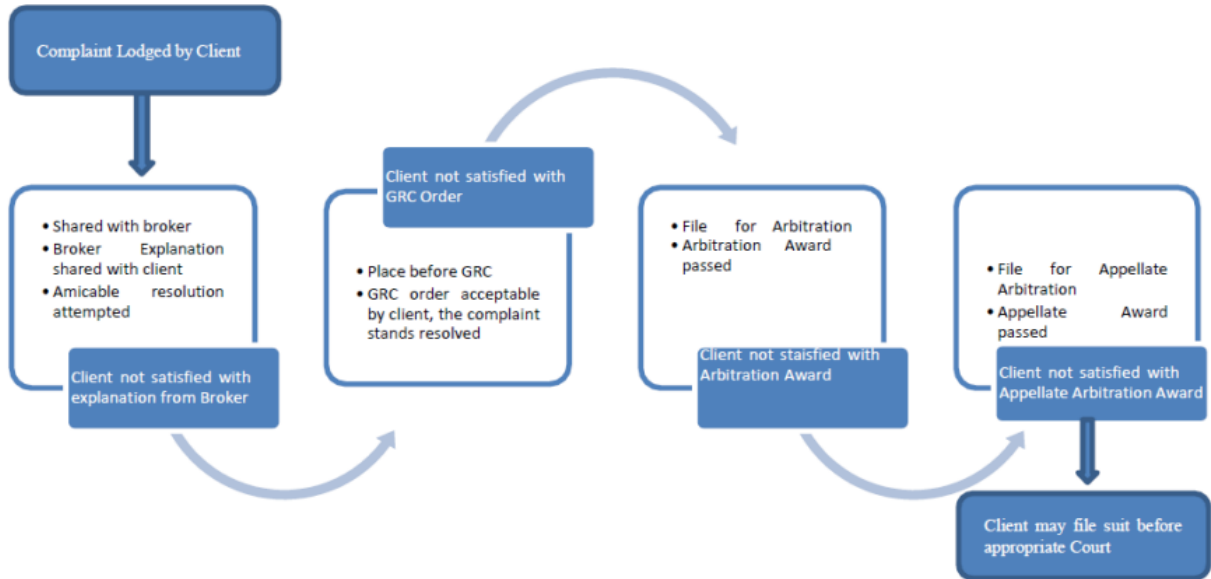 Complaint Lodged by Client
• Shared with broker
• Broker Explanation
shared with client
• Amicable resolution
attempted
Client not satisfied with
explanation from Broker
Client not satisfied with
GRC Order
• Place before GRC
• GRC order acceptable
by client, the complaint
stands resolved
• File for Arbitration
• Arbitration Award
passed
Client not staisfied with
Arbitration Award
• File for Appellate
Arbitration
• Appellate Award
passed
Client not satisfied with
Appellate Arbitration Award
Client may file suit before
appropriate Court